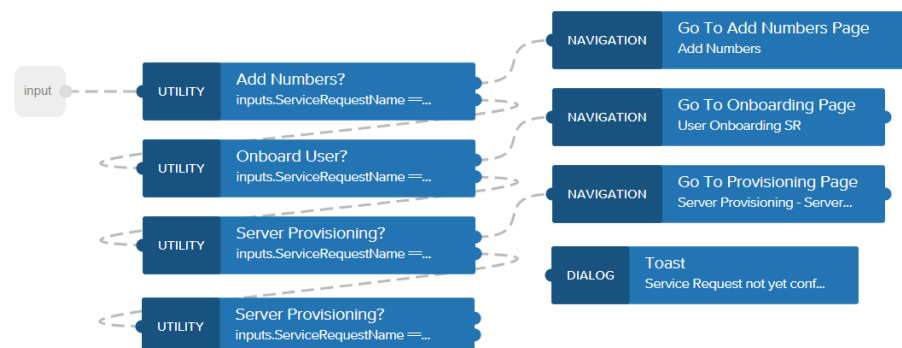 input
UTILITY
Add Numbers?
inputs.ServiceRequestName ==...
NAVIGATION
Go To Add Numbers Page
Add Numbers
UTILITY
Onboard User?
inputs.ServiceRequestName ==...
NAVIGATION
Go To Onboarding Page
User Onboarding SR
UTILITY
Server Provisioning?
inputs.ServiceRequestName ==...
NAVIGATION
Go To Provisioning Page
Server Provisioning - Server...
UTILITY
Server Provisioning?
inputs.ServiceRequestName ==...
DIALOG
Toast
Service Request not yet conf...